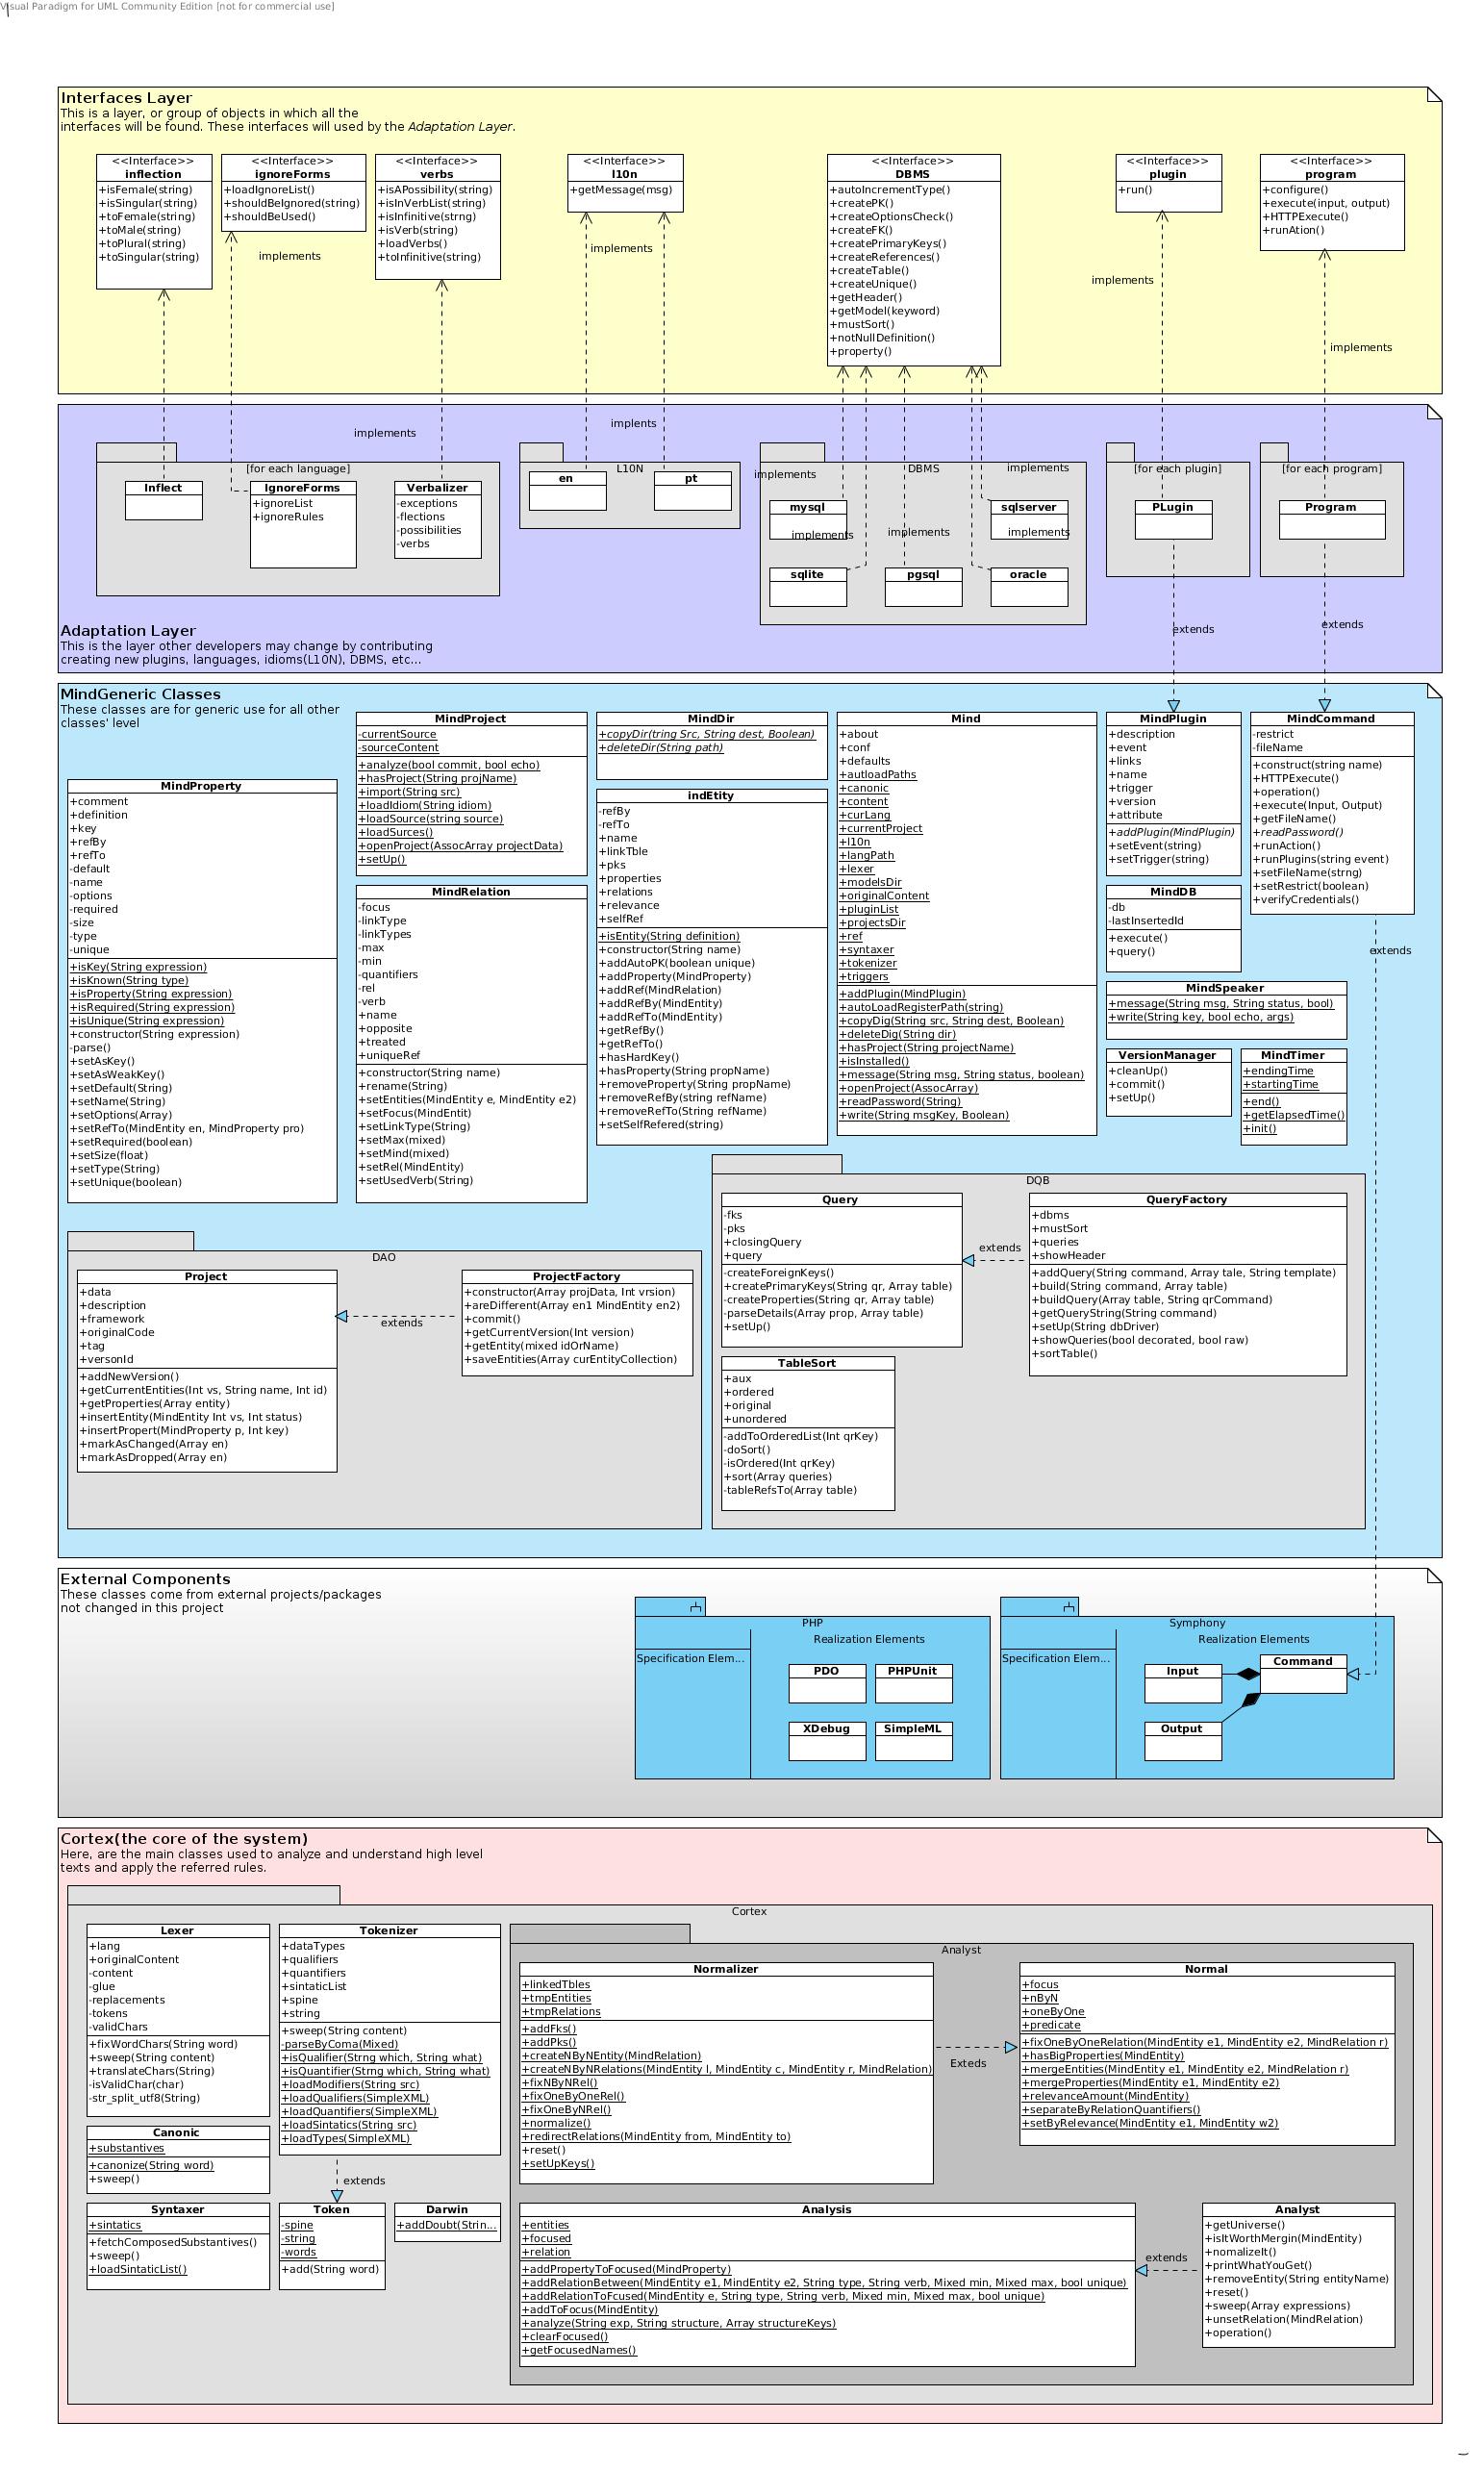 Visual Paradigm for UML Community Edition [not for commercial use]
Interfaces Layer
This is a layer, or group of objects in which all the
interfaces will be found. These interfaces will used by the Adaptation Layer.
<<Interface>>
inflection
+isFemale(string)
+isSingular(string)
+toFemale(string)
+toMale(string)
+toPlural(string)
+toSingular(string)
<<Interface>>
ignoreForms
+loadIgnoreList()
+shouldBeIgnored(string)
+shouldBeUsed()
<<Interface>>
verbs
+isAPossibility(string)
+isInVerbList(string)
+isInfinitive(strng)
+isVerb(string)
+loadVerbs()
+toInfinitive(string)
<<Interface>>
l10n
+getMessage(msg)
<<Interface>>
DBMS
+autoIncrementType()
+createPK()
+createOptionsCheck()
+createFK()
+createPrimaryKeys()
+createReferences()
+createTable()
+createUnique()
+getHeader()
+getModel(keyword)
+mustSort()
+notNullDefinition()
+property()
<<Interface>>
plugin
+run()
<<Interface>>
program
+configure()
+execute(input, output)
+HTTPExecute()
+runAtion()
implements
implements
implements
implements
implements
implents
[for each language]
Inflect
IgnoreForms
+ignoreList
+ignoreRules
Verbalizer
-exceptions
-flections
-possibilities
-verbs
L10N
en
pt
DBMS
implements
implements
mysql
sqlserver
implements
implements
implements
sqlite
pgsql
oracle
[for each plugin]
PLugin
[for each program]
Program
extends
extends
Adaptation Layer
This is the layer other developers may change by contributing
creating new plugins, languages, idioms(L10N), DBMS, etc...
MindGeneric Classes
These classes are for generic use for all other
classes' level
MindProperty
+comment
+definition
+key
+refBy
+refTo
-default
-name
-options
-required
-size
-type
-unique
+isKey(String expression)
+isKnown(String type)
+isProperty(String expression)
+isRequired(String expression)
+isUnique(String expression)
+constructor(String expression)
-parse()
+setAsKey()
+setAsWeakKey()
+setDefault(String)
+setName(String)
+setOptions(Array)
+setRefTo(MindEntity en, MindProperty pro)
+setRequired(boolean)
+setSize(float)
+setType(String)
+setUnique(boolean)
MindProject
-currentSource
-sourceContent
+analyze(bool commit, bool echo)
+hasProject(String projName)
+import(String src)
+loadIdiom(String idiom)
+loadSource(string source)
+loadSurces()
+openProject(AssocArray projectData)
+setUp()
MindRelation
-focus
-linkType
-linkTypes
-max
-min
-quantifiers
-rel
-verb
+name
+opposite
+treated
+uniqueRef
+constructor(String name)
+rename(String)
+setEntities(MindEntity e, MindEntity e2)
+setFocus(MindEntit)
+setLinkType(String)
+setMax(mixed)
+setMind(mixed)
+setRel(MindEntity)
+setUsedVerb(String)
MindDir
+copyDir(tring Src, String dest, Boolean)
+deleteDir(String path)
indEtity
-refBy
-refTo
+name
+linkTble
+pks
+properties
+relations
+relevance
+selfRef
+isEntity(String definition)
+constructor(String name)
+addAutoPK(boolean unique)
+addProperty(MindProperty)
+addRef(MindRelation)
+addRefBy(MindEntity)
+addRefTo(MindEntity)
+getRefBy()
+getRefTo()
+hasHardKey()
+hasProperty(String propName)
+removeProperty(String propName)
+removeRefBy(string refName)
+removeRefTo(String refName)
+setSelfRefered(string)
Mind
+about
+conf
+defaults
+autloadPaths
+canonic
+content
+curLang
+currentProject
+l10n
+langPath
+lexer
+modelsDir
+originalContent
+pluginList
+projectsDir
+ref
+syntaxer
+tokenizer
+triggers
+addPlugin(MindPlugin)
+autoLoadRegisterPath(string)
+copyDig(String src, String dest, Boolean)
+deleteDig(String dir)
+hasProject(String projectName)
+isInstalled()
+message(String msg, String status, boolean)
+openProject(AssocArray)
+readPassword(String)
+write(String msgKey, Boolean)
MindPlugin
+description
+event
+links
+name
+trigger
+version
+attribute
+addPlugin(MindPlugin)
+setEvent(string)
+setTrigger(string)
MindCommand
-restrict
-fileName
+construct(string name)
+HTTPExecute()
+operation()
+execute(Input, Output)
+getFileName()
+readPassword()
+runAction()
+runPlugins(string event)
+setFileName(strng)
+setRestrict(boolean)
+verifyCredentials()
MindDB
-db
-lastInsertedId
+execute()
+query()
extends
MindSpeaker
+message(String msg, String status, bool)
+write(String key, bool echo, args)
VersionManager
+cleanUp()
+commit()
+setUp()
MindTimer
+endingTime
+startingTime
+end()
+getElapsedTime()
+init()
DAO
Project
+data
+description
+framework
+originalCode
+tag
+versonId
+addNewVersion()
+getCurrentEntities(Int vs, String name, Int id)
+getProperties(Array entity)
+insertEntity(MindEntity Int vs, Int status)
+insertPropert(MindProperty p, Int key)
+markAsChanged(Array en)
+markAsDropped(Array en)
extends
ProjectFactory
+constructor(Array projData, Int vrsion)
+areDifferent(Array en1 MindEntity en2)
+commit()
+getCurrentVersion(Int version)
+getEntity(mixed idOrName)
+saveEntities(Array curEntityCollection)
DQB
Query
-fks
-pks
+closingQuery
+query
-createForeignKeys()
+createPrimaryKeys(String qr, Array table)
-createProperties(String qr, Array table)
-parseDetails(Array prop, Array table)
+setUp()
extends
QueryFactory
+dbms
+mustSort
+queries
+showHeader
+addQuery(String command, Array tale, String template)
+build(String command, Array table)
+buildQuery(Array table, String qrCommand)
+getQueryString(String command)
+setUp(String dbDriver)
+showQueries(bool decorated, bool raw)
+sortTable()
TableSort
+aux
+ordered
+original
+unordered
-addToOrderedList(Int qrKey)
-doSort()
-isOrdered(Int qrKey)
+sort(Array queries)
-tableRefsTo(Array table)
External Components
These classes come from external projects/packages
not changed in this project
PHP
Specification Elem...
Realization Elements
PDO
PHPUnit
XDebug
SimpleML
Symphony
Specification Elem...
Realization Elements
Input
Command
Output
Cortex(the core of the system)
Here, are the main classes used to analyze and understand high level
texts and apply the referred rules.
Cortex
Lexer
+lang
+originalContent
-content
-glue
-replacements
-tokens
-validChars
+fixWordChars(String word)
+sweep(String content)
+translateChars(String)
-isValidChar(char)
-str_split_utf8(String)
Canonic
+substantives
+canonize(String word)
+sweep()
Syntaxer
+sintatics
+fetchComposedSubstantives()
+sweep()
+loadSintaticList()
Tokenizer
+dataTypes
+qualifiers
+quantifiers
+sintaticList
+spine
+string
+sweep(String content)
-parseByComa(Mixed)
+isQualifier(Strng which, String what)
+isQuantifier(Strng which, String what)
+loadModifiers(String src)
+loadQualifiers(SimpleXML)
+loadQuantifiers(SimpleXML)
+loadSintatics(String src)
+loadTypes(SimpleXML)
extends
Token
-spine
-string
-words
+add(String word)
Darwin
+addDoubt(Strin...
Analyst
Normalizer
+linkedTbles
+tmpEntities
+tmpRelations
+addFks()
+addPks()
+createNByNEntity(MindRelation)
+createNByNRelations(MindEntity l, MindEntity c, MindEntity r, MindRelation)
+fixNByNRel()
+fixOneByOneRel()
+fixOneByNRel()
+normalize()
+redirectRelations(MindEntity from, MindEntity to)
+reset()
+setUpKeys()
Exteds
Normal
+focus
+nByN
+oneByOne
+predicate
+fixOneByOneRelation(MindEntity e1, MindEntity e2, MindRelation r)
+hasBigProperties(MindEntity)
+mergeEntities(MindEntity e1, MindEntity e2, MindRelation r)
+mergeProperties(MindEntity e1, MindEntity e2)
+relevanceAmount(MindEntity)
+separateByRelationQuantifiers()
+setByRelevance(MindEntity e1, MindEntity w2)
Analysis
+entities
+focused
+relation
+addPropertyToFocused(MindProperty)
+addRelationBetween(MindEntity e1, MindEntity e2, String type, String verb, Mixed min, Mixed max, bool unique)
+addRelationToFcused(MindEntity e, String type, String verb, Mixed min, Mixed max, bool unique)
+addToFocus(MindEntity)
+analyze(String exp, String structure, Array structureKeys)
+clearFocused()
+getFocusedNames()
extends
Analyst
+getUniverse()
+isItWorthMergin(MindEntity)
+nomalizeIt()
+printWhatYouGet()
+removeEntity(String entityName)
+reset()
+sweep(Array expressions)
+unsetRelation(MindRelation)
+operation()